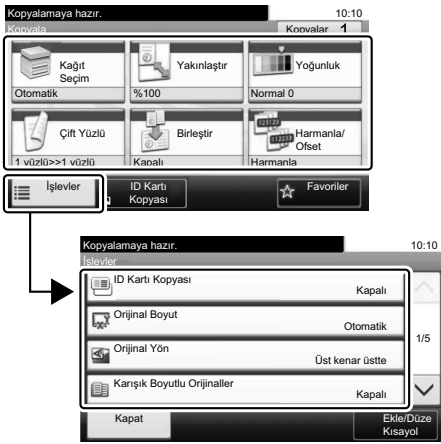 Kopyalamaya hazır. 10:10
Kopyala Kopyalar 1
Kağıt
Seçim
Otomatik
Yakınlaştır
%100
Yoğunluk
Normal 0
Çift Yüzlü
1 yüzlü>>1 yüzlü
Birleştir
Kapalı
123123
112233
Harmanla/
Ofset
Harmanla
İşlevler
ID Kartı
Kopyası
Favoriler
Kopyalamaya hazır. 10:10
İşlevler
ID Kartı Kopyası
Kapalı
Orijinal Boyut
Otomatik
1/5
Orijinal Yön
Üst kenar üstte
Karışık Boyutlu Orijinaller
Kapalı
Kapat
Ekle/Düze
Kısayol